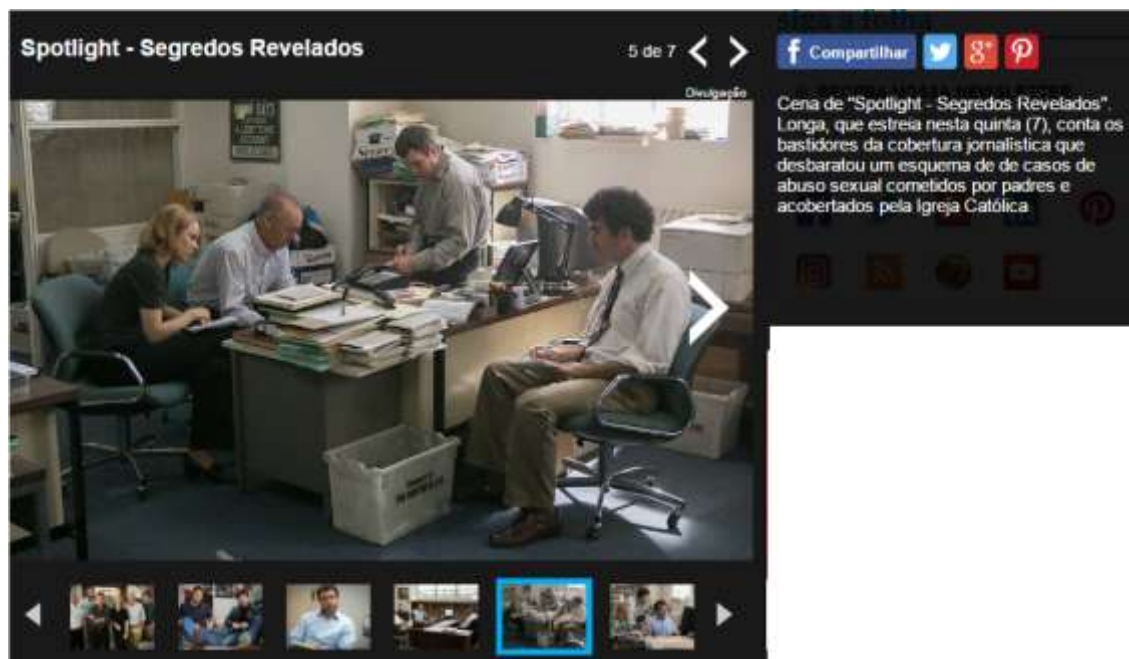 Spotlight - Segredos Revelados
5 de 7
Divulgação
siga a folha
Compartilhar
Cena de "Spotlight - Segredos Revelados".
Longa, que estreia nesta quinta (7), conta os
bastidores da cobertura jornalística que
desbaratou um esquema de de casos de
abuso sexual cometidos por padres e
acobertados pela Igreja Católica